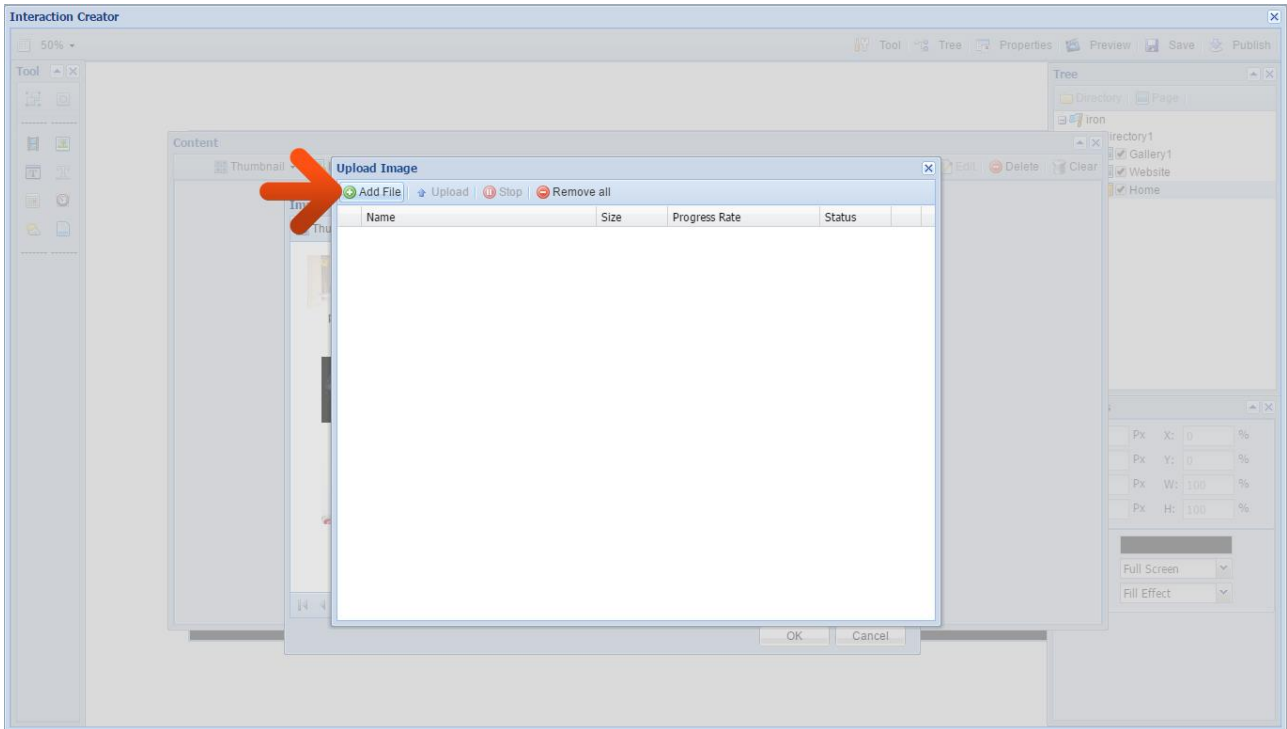 Interaction Creator
50%
Tool Tree Properties Preview Save Publish
Tool
Tree
Directory Page
iron
irectory1
Gallery1
Website
Home
Content
Thumbnail
Edit Delete Clear
Upload Image
Add File Upload Stop Remove all
Name Size Progress Rate Status
Px X: 0 %
Px Y: 0 %
Px W: 100 %
Px H: 100 %
Full Screen
Fill Effect
OK Cancel